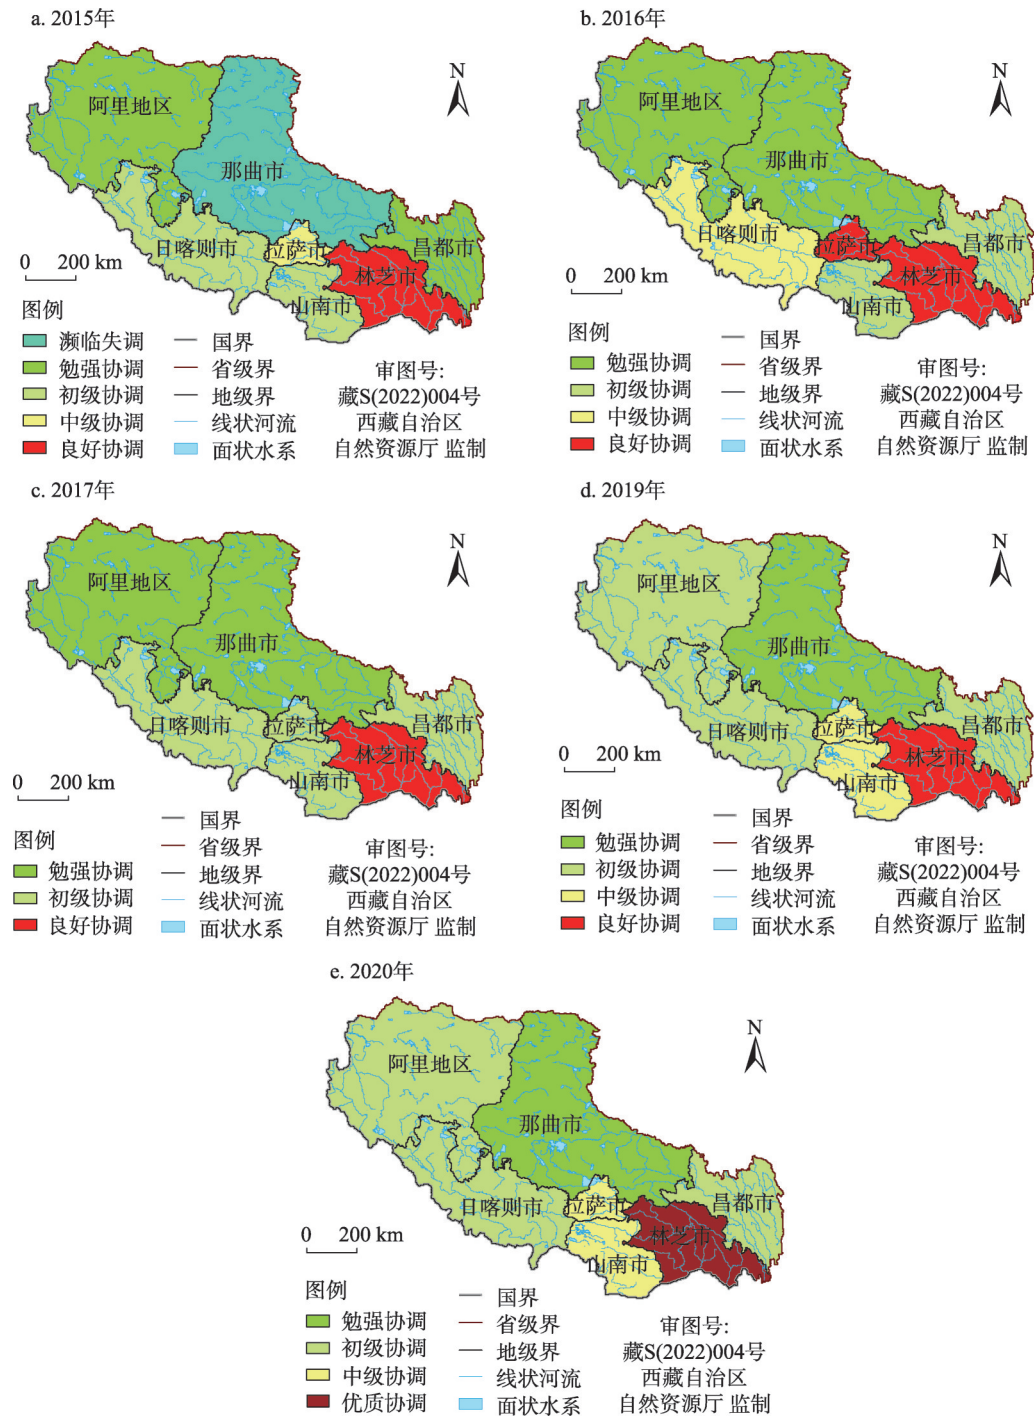 a. 2015年
N
阿里地区
那曲市
日喀则市
拉萨市
昌都市
林芝市
山南市
0 200 km
图例
濒临失调
勉强协调
初级协调
中级协调
良好协调
国界
省级界
地级界
线状河流
面状水系
审图号:
藏S(2022)004号
西藏自治区
自然资源厅 监制
b. 2016年
N
阿里地区
那曲市
日喀则市
拉萨市
昌都市
林芝市
山南市
0 200 km
图例
勉强协调
初级协调
中级协调
良好协调
国界
省级界
地级界
线状河流
面状水系
审图号:
藏S(2022)004号
西藏自治区
自然资源厅 监制
c. 2017年
N
阿里地区
那曲市
日喀则市
拉萨市
昌都市
林芝市
山南市
0 200 km
图例
勉强协调
初级协调
良好协调
国界
省级界
地级界
线状河流
面状水系
审图号:
藏S(2022)004号
西藏自治区
自然资源厅 监制
d. 2019年
N
阿里地区
那曲市
日喀则市
拉萨市
昌都市
林芝市
山南市
0 200 km
图例
勉强协调
初级协调
中级协调
良好协调
国界
省级界
地级界
线状河流
面状水系
审图号:
藏S(2022)004号
西藏自治区
自然资源厅 监制
e. 2020年
N
阿里地区
那曲市
日喀则市
拉萨市
昌都市
林芝市
山南市
0 200 km
图例
勉强协调
初级协调
中级协调
优质协调
国界
省级界
地级界
线状河流
面状水系
审图号:
藏S(2022)004号
西藏自治区
自然资源厅 监制